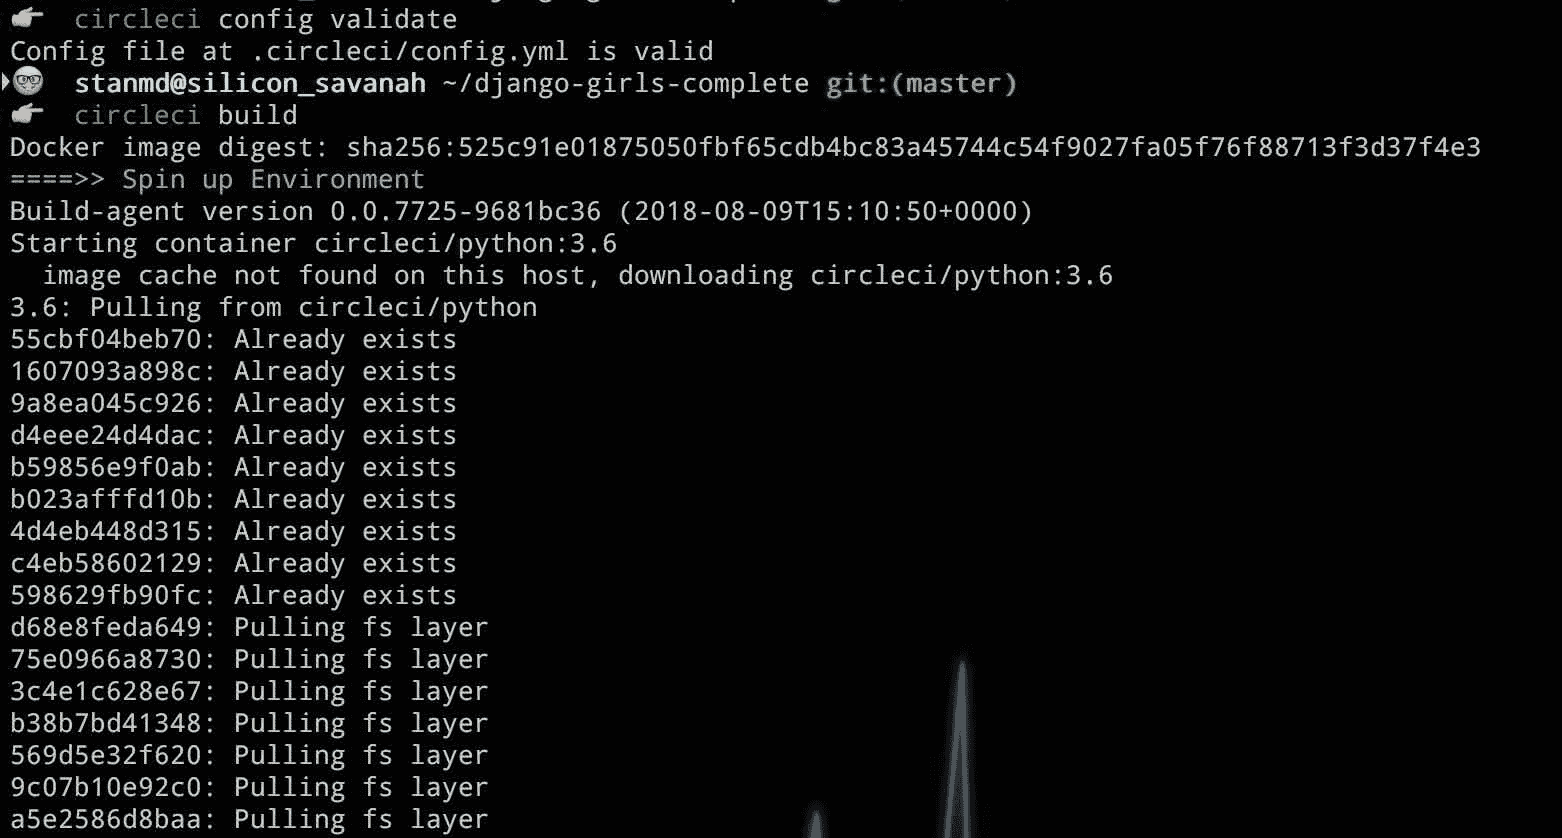 circleci config validate
Config file at .circleci/config.yml is valid
stanmd@silicon_savanah ~/django-girls-complete git:(master)
circleci build
Docker image digest: sha256:525c91e01875050fbf65cdb4bc83a45744c54f9027fa05f76f88713f3d37f4e3
====>> Spin up Environment
Build-agent version 0.0.7725-9681bc36 (2018-08-09T15:10:50+0000)
Starting container circleci/python:3.6
  image cache not found on this host, downloading circleci/python:3.6
3.6: Pulling from circleci/python
55cbf04beb70: Already exists
1607093a898c: Already exists
9a8ea045c926: Already exists
d4eee24d4dac: Already exists
b59856e9f0ab: Already exists
b023afffd10b: Already exists
4d4eb448d315: Already exists
c4eb58602129: Already exists
598629fb90fc: Already exists
d68e8feda649: Pulling fs layer
75e0966a8730: Pulling fs layer
3c4e1c628e67: Pulling fs layer
b38b7bd41348: Pulling fs layer
569d5e32f620: Pulling fs layer
9c07b10e92c0: Pulling fs layer
a5e2586d8baa: Pulling fs layer